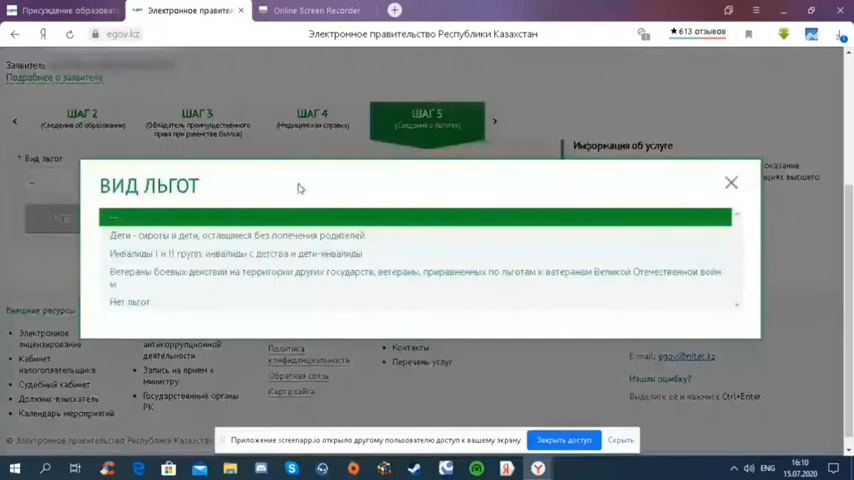 Присуждение образова
Электронное правител
Online Screen Recorder
egov.kz
Электронное правительство Республики Казахстан
613 отзывов
Заявитель
Подробнее о заявителе
ШАГ 2
(Сведения об образовании)
ШАГ 3
(Обладатель преимущественного
права при равенстве баллов)
ШАГ 4
(Медицинская справка)
ШАГ 5
(Сведения о льготах)
* Вид льгот
--
Информация об услуге
оказание
циях высшего
ВИД ЛЬГОТ
--
Дети - сироты и дети, оставшиеся без попечения родителей
Инвалиды I и II групп, инвалиды с детства и дети-инвалиды
Ветераны боевых действий на территории других государств, ветераны, приравненных по льготам к ветеранам Великой Отечественной войн
ы
Нет льгот
Внешние ресурсы
Электронное
лицензирование
Кабинет
налогоплательщика
Судебный кабинет
Должник-взыскатель
Календарь мероприятий
антикоррупционной
деятельности
Запись на прием к
министру
Государственные органы
РК
Политика
конфиденциальности
Обратная связь
Карта сайта
Контакты
Перечень услуг
E-mail: egov@nitec.kz
Нашли ошибку?
Выделите её и нажмите Ctrl+Enter
© Электронное правительство Республики Казахстан
Приложение screenapp.io открыло другому пользователю доступ к вашему экрану
Закрыть доступ
Скрыть
ENG
16:10
15.07.2020